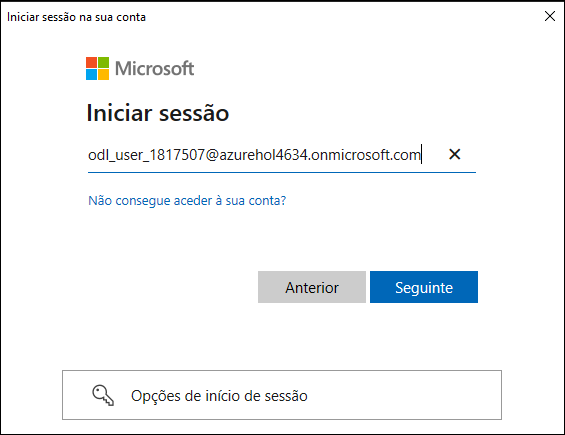 Iniciar sessão na sua conta
Microsoft
Iniciar sessão
odl_user_1817507@azurehol4634.onmicrosoft.com
Não consegue aceder à sua conta?
Anterior Seguinte
Opções de início de sessão